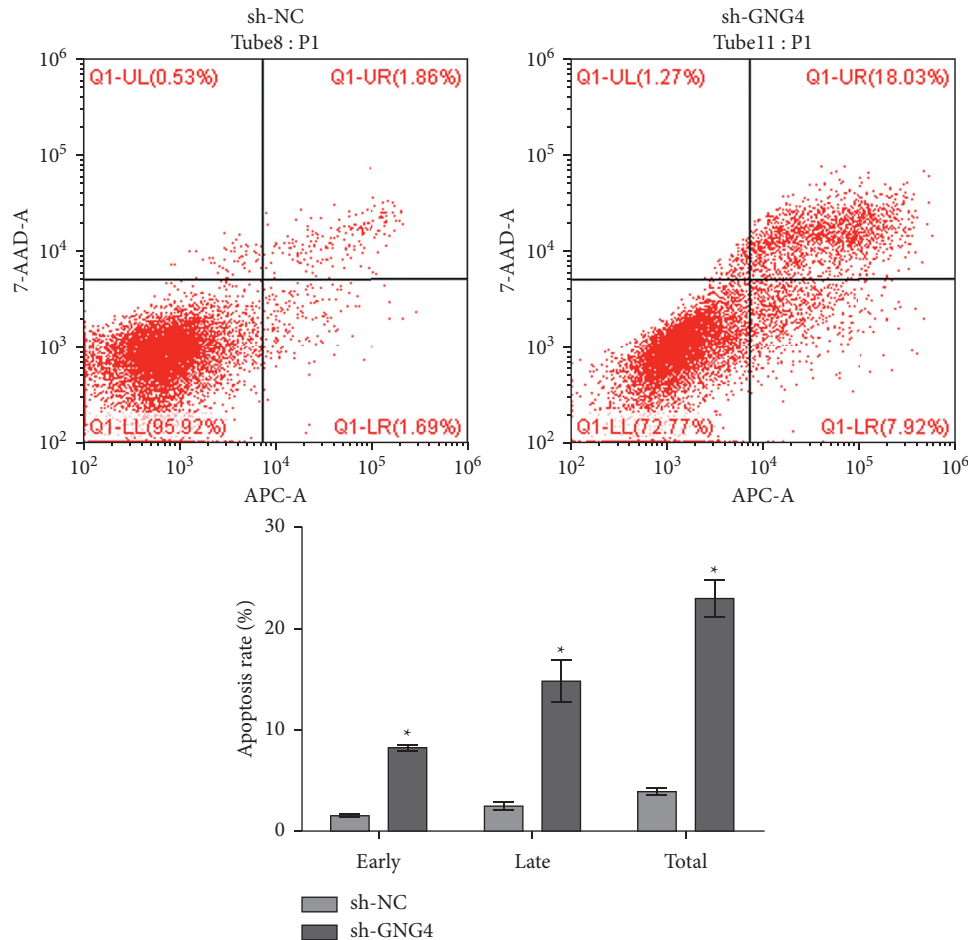 sh-NC
Tube8 : P1
Q1-UL(0.53%) Q1-UR(1.86%)
Q1-LL(95.92%) Q1-LR(1.69%)
10^6
10^5
10^4
10^3
10^2
7-AAD-A
10^2 10^3 10^4 10^5 10^6
APC-A
sh-GNG4
Tube11 : P1
Q1-UL(1.27%) Q1-UR(18.03%)
Q1-LL(72.77%) Q1-LR(7.92%)
10^6
10^5
10^4
10^3
10^2
7-AAD-A
10^2 10^3 10^4 10^5 10^6
APC-A
30
20
10
0
Apoptosis rate (%)
*
*
*
Early Late Total
sh-NC
sh-GNG4